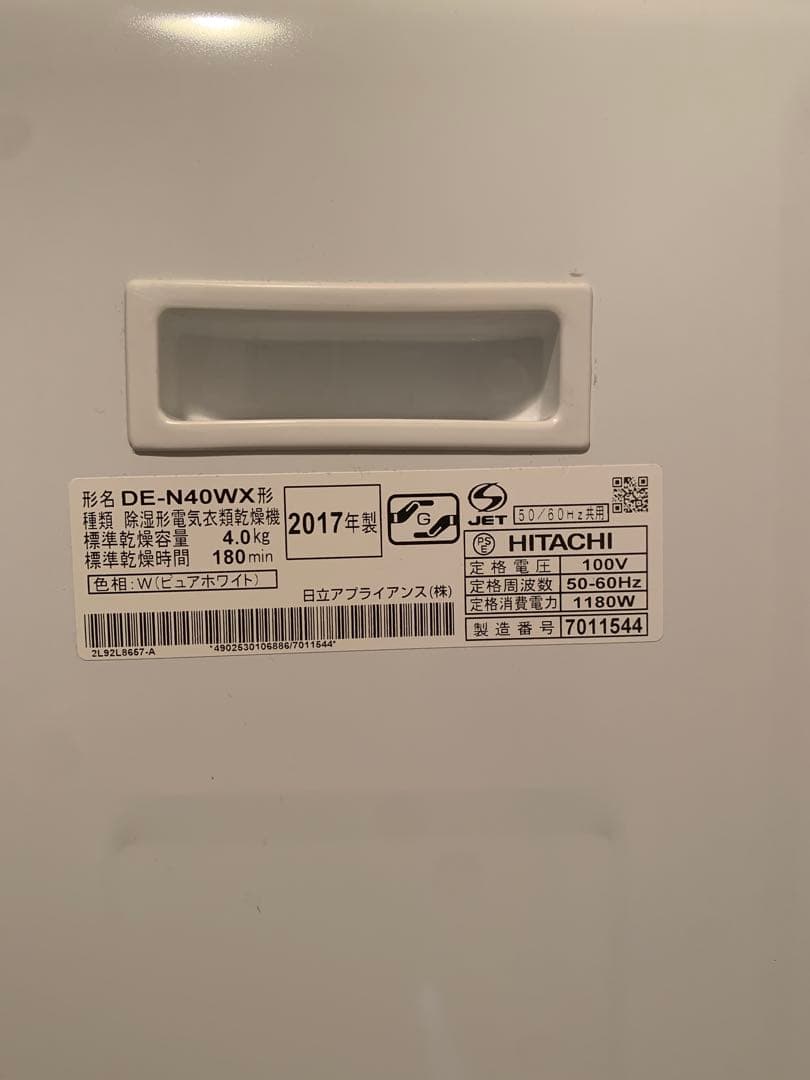 形名 DE-N40WX形
種類 除湿形電気衣類乾燥機
標準乾燥容量 4.0kg
標準乾燥時間 180min
色相:W(ピュアホワイト)
2017年製
G
S
JET
50/60Hz共用
PSE HITACHI
定格電圧 100V
定格周波数 50-60Hz
定格消費電力 1180W
製造番号 7011544
日立アプライアンス(株)
2L92L8657-A
*4902530106886/7011544*